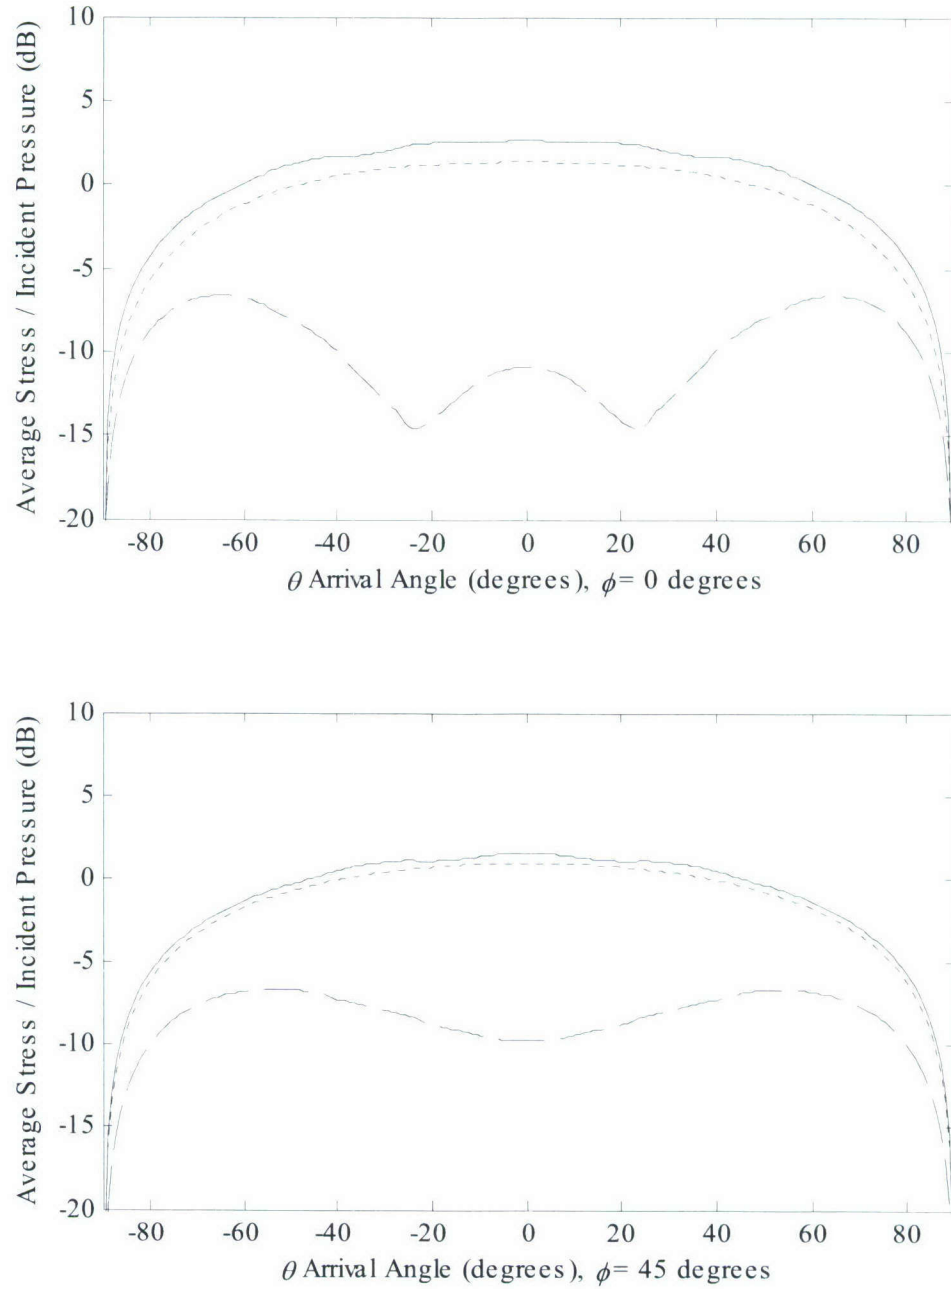 Average Stress / Incident Pressure (dB)
10
5
0
-5
-10
-15
-20
-80 -60 -40 -20 0 20 40 60 80
θ Arrival Angle (degrees), ϕ= 0 degrees
Average Stress / Incident Pressure (dB)
10
5
0
-5
-10
-15
-20
-80 -60 -40 -20 0 20 40 60 80
θ Arrival Angle (degrees), ϕ= 45 degrees